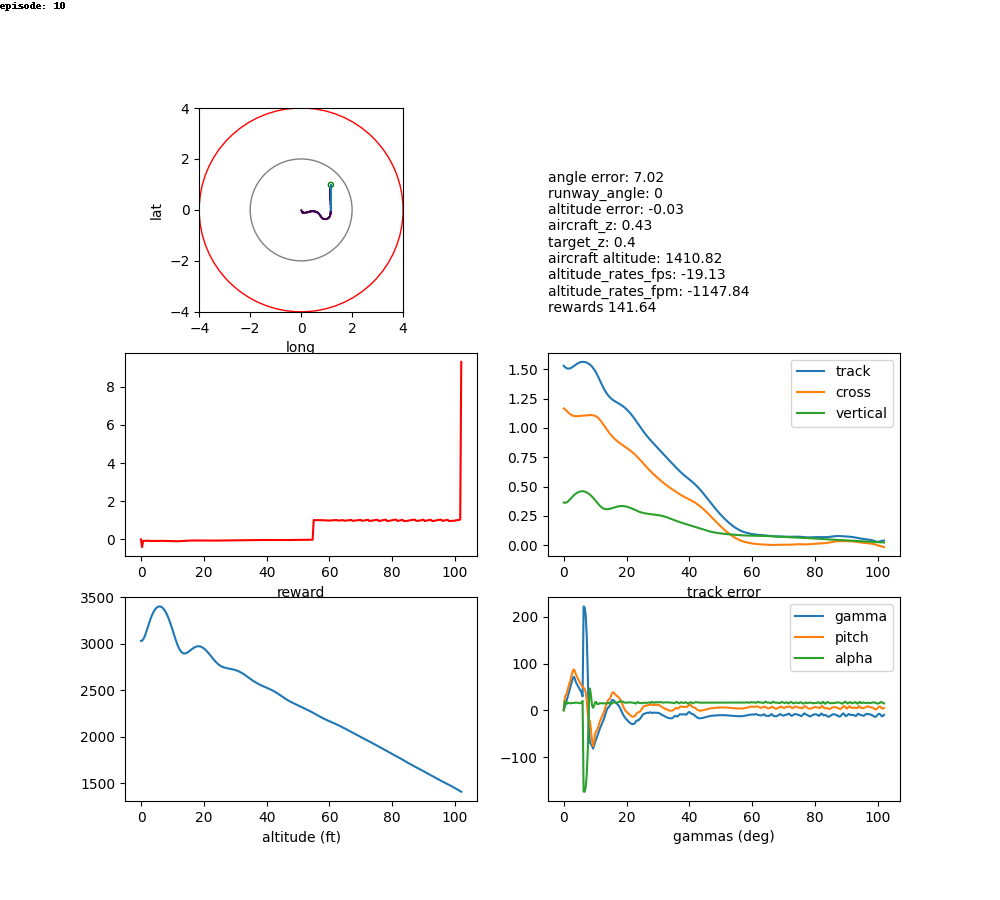 episode: 10
4
2
0
−2
−4
lat
−4 −2 0 2 4
long
angle error: 7.02
runway_angle: 0
altitude error: -0.03
aircraft_z: 0.43
target_z: 0.4
aircraft altitude: 1410.82
altitude_rates_fps: -19.13
altitude_rates_fpm: -1147.84
rewards 141.64
8
6
4
2
0
0 20 40 60 80 100
reward
1.50
1.25
1.00
0.75
0.50
0.25
0.00
track
cross
vertical
0 20 40 60 80 100
track error
3500
3000
2500
2000
1500
0 20 40 60 80 100
altitude (ft)
200
100
0
−100
gamma
pitch
alpha
0 20 40 60 80 100
gammas (deg)